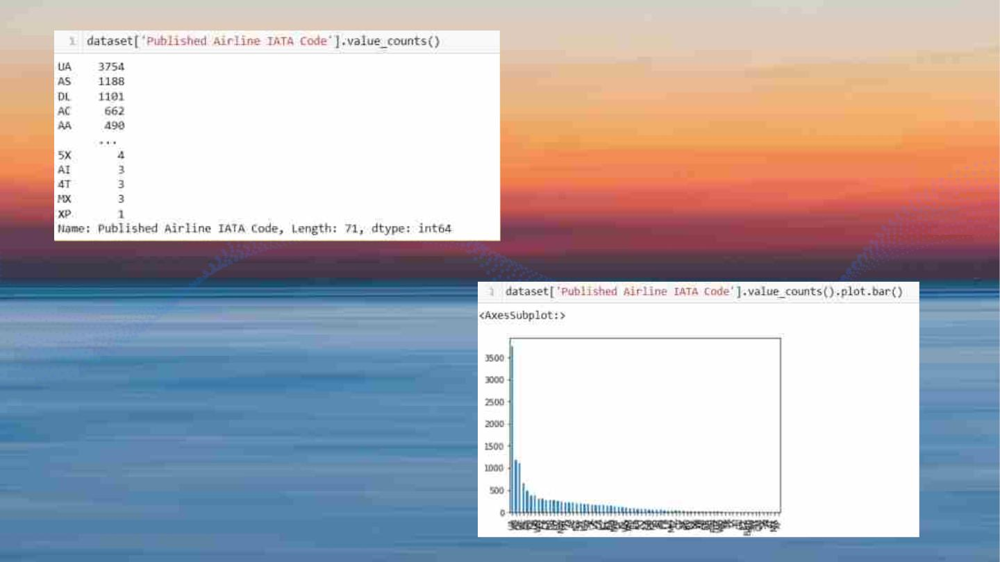 1 dataset['Published Airline IATA Code'].value_counts()
UA 3754
AS 1188
DL 1101
AC 662
AA 490
...
5X 4
AI 3
4T 3
MX 3
XP 1
Name: Published Airline IATA Code, Length: 71, dtype: int64
1 dataset['Published Airline IATA Code'].value_counts().plot.bar()
<AxesSubplot:>
3500
3000
2500
2000
1500
1000
500
0